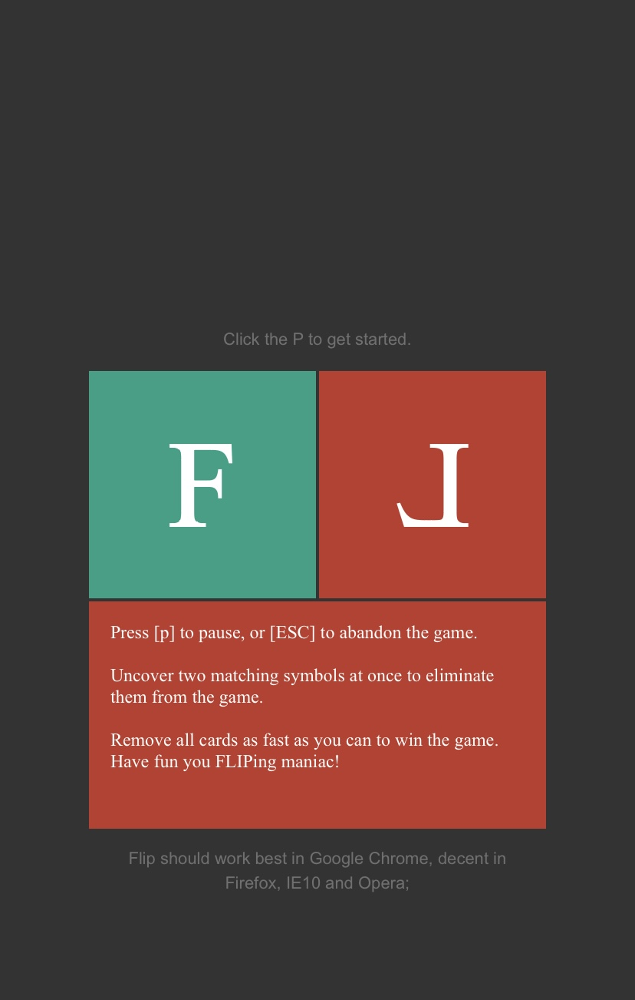 Click the P to get started.
F L
Press [p] to pause, or [ESC] to abandon the game.
Uncover two matching symbols at once to eliminate
them from the game.
Remove all cards as fast as you can to win the game.
Have fun you FLIPing maniac!
Flip should work best in Google Chrome, decent in
Firefox, IE10 and Opera;